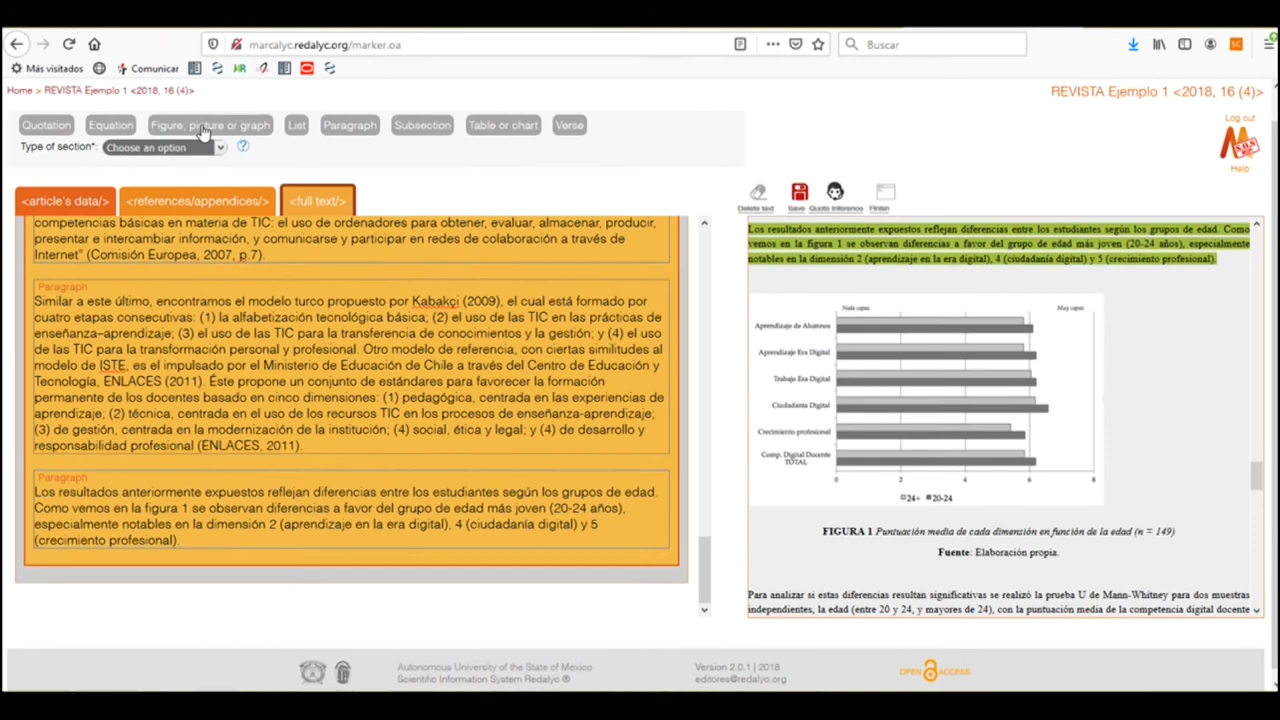 marcalyc.redalyc.org/marker.oa
Buscar
SC
Más visitados
Comunicar
Home > REVISTA Ejemplo 1 <2018, 16 (4)>
REVISTA Ejemplo 1 <2018, 16 (4)>
Quotation
Equation
Figure, picture or graph
List
Paragraph
Subsection
Table or chart
Verse
Type of section*:
Choose an option
?
Log out
S.O.S
Help
<article's data/>
<references/appendices/>
<full text/>
Delete text
Save
Quote Inference
Finish
competencias básicas en materia de TIC: el uso de ordenadores para obtener, evaluar, almacenar, producir,
presentar e intercambiar información, y comunicarse y participar en redes de colaboración a través de
Internet" (Comisión Europea, 2007, p.7).
Paragraph
Similar a este último, encontramos el modelo turco propuesto por Kabakçi (2009), el cual está formado por
cuatro etapas consecutivas: (1) la alfabetización tecnológica básica; (2) el uso de las TIC en las prácticas de
enseñanza–aprendizaje; (3) el uso de las TIC para la transferencia de conocimientos y la gestión; y (4) el uso
de las TIC para la transformación personal y profesional. Otro modelo de referencia, con ciertas similitudes al
modelo de ISTE, es el impulsado por el Ministerio de Educación de Chile a través del Centro de Educación y
Tecnología, ENLACES (2011). Éste propone un conjunto de estándares para favorecer la formación
permanente de los docentes basado en cinco dimensiones: (1) pedagógica, centrada en las experiencias de
aprendizaje; (2) técnica, centrada en el uso de los recursos TIC en los procesos de enseñanza-aprendizaje;
(3) de gestión, centrada en la modernización de la institución; (4) social, ética y legal; y (4) de desarrollo y
responsabilidad profesional (ENLACES, 2011).
Paragraph
Los resultados anteriormente expuestos reflejan diferencias entre los estudiantes según los grupos de edad.
Como vemos en la figura 1 se observan diferencias a favor del grupo de edad más joven (20-24 años),
especialmente notables en la dimensión 2 (aprendizaje en la era digital), 4 (ciudadanía digital) y 5
(crecimiento profesional).
Los resultados anteriormente expuestos reflejan diferencias entre los estudiantes según los grupos de edad. Como
vemos en la figura 1 se observan diferencias a favor del grupo de edad más joven (20-24 años), especialmente
notables en la dimensión 2 (aprendizaje en la era digital), 4 (ciudadanía digital) y 5 (crecimiento profesional).
Nada capaz
Muy capaz
Aprendizaje de Alumnos
Aprendizaje Era Digital
Trabajo Era Digital
Ciudadanía Digital
Crecimiento profesional
Comp. Digital Docente
TOTAL
0 2 4 6 8
24+ 20-24
FIGURA 1 Puntuación media de cada dimensión en función de la edad (n = 149)
Fuente: Elaboración propia.
Para analizar si estas diferencias resultan significativas se realizó la prueba U de Mann-Whitney para dos muestras
independientes, la edad (entre 20 y 24, y mayores de 24), con la puntuación media de la competencia digital docente
Autonomous University of the State of Mexico
Scientific Information System Redalyc ®
Version 2.0.1 | 2018
editores@redalyc.org
OPEN ACCESS